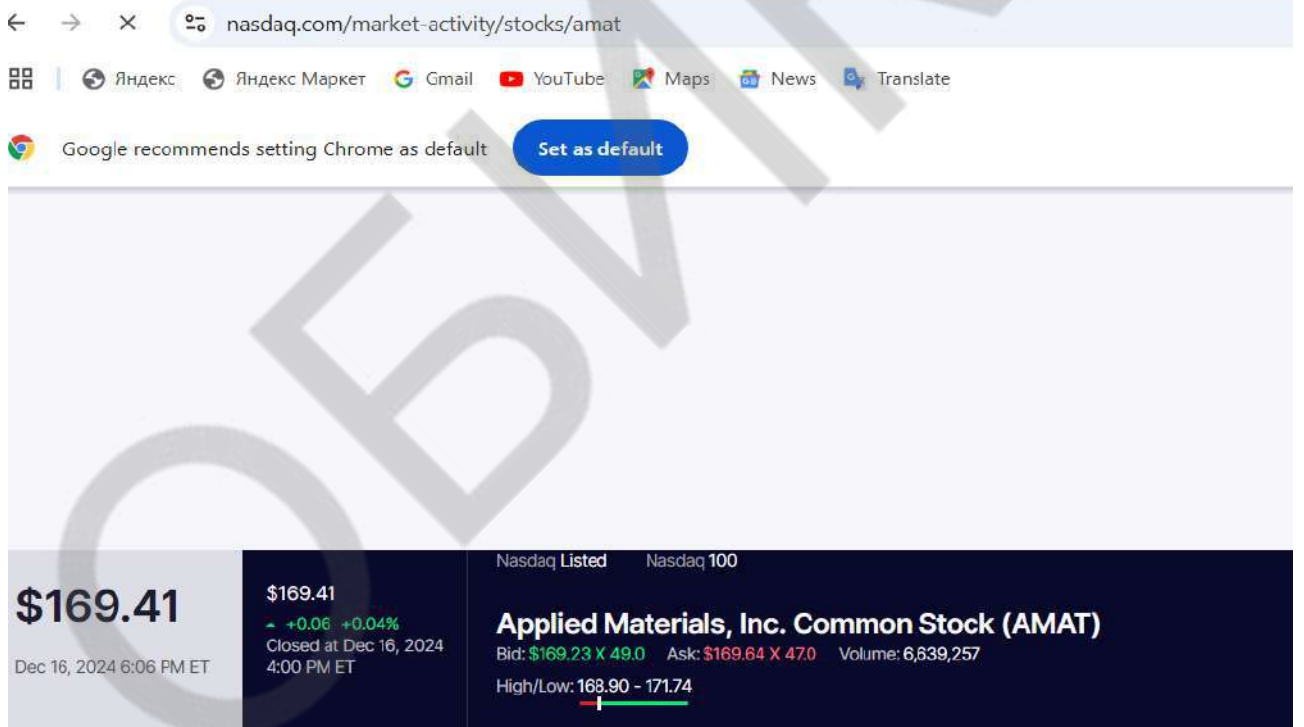 nasdaq.com/market-activity/stocks/amat
Яндекс Яндекс Маркет Gmail YouTube Maps News Translate
Google recommends setting Chrome as default Set as default
Nasdaq Listed Nasdaq 100
$169.41
Dec 16, 2024 6:06 PM ET
$169.41
+0.06 +0.04%
Closed at Dec 16, 2024
4:00 PM ET
Applied Materials, Inc. Common Stock (AMAT)
Bid: $169.23 X 49.0 Ask: $169.64 X 47.0 Volume: 6,639,257
High/Low: 168.90 - 171.74